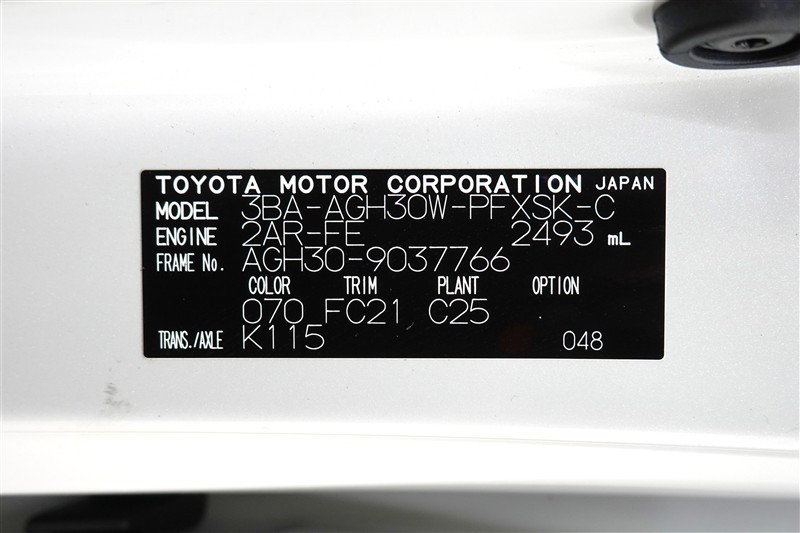 TOYOTA MOTOR CORPORATION JAPAN
MODEL 3BA-AGH30W-PFXSK-C
ENGINE 2AR-FE 2493 mL
FRAME No. AGH30-9037766
COLOR TRIM PLANT OPTION
070 FC21 C25
TRANS./AXLE K115 048